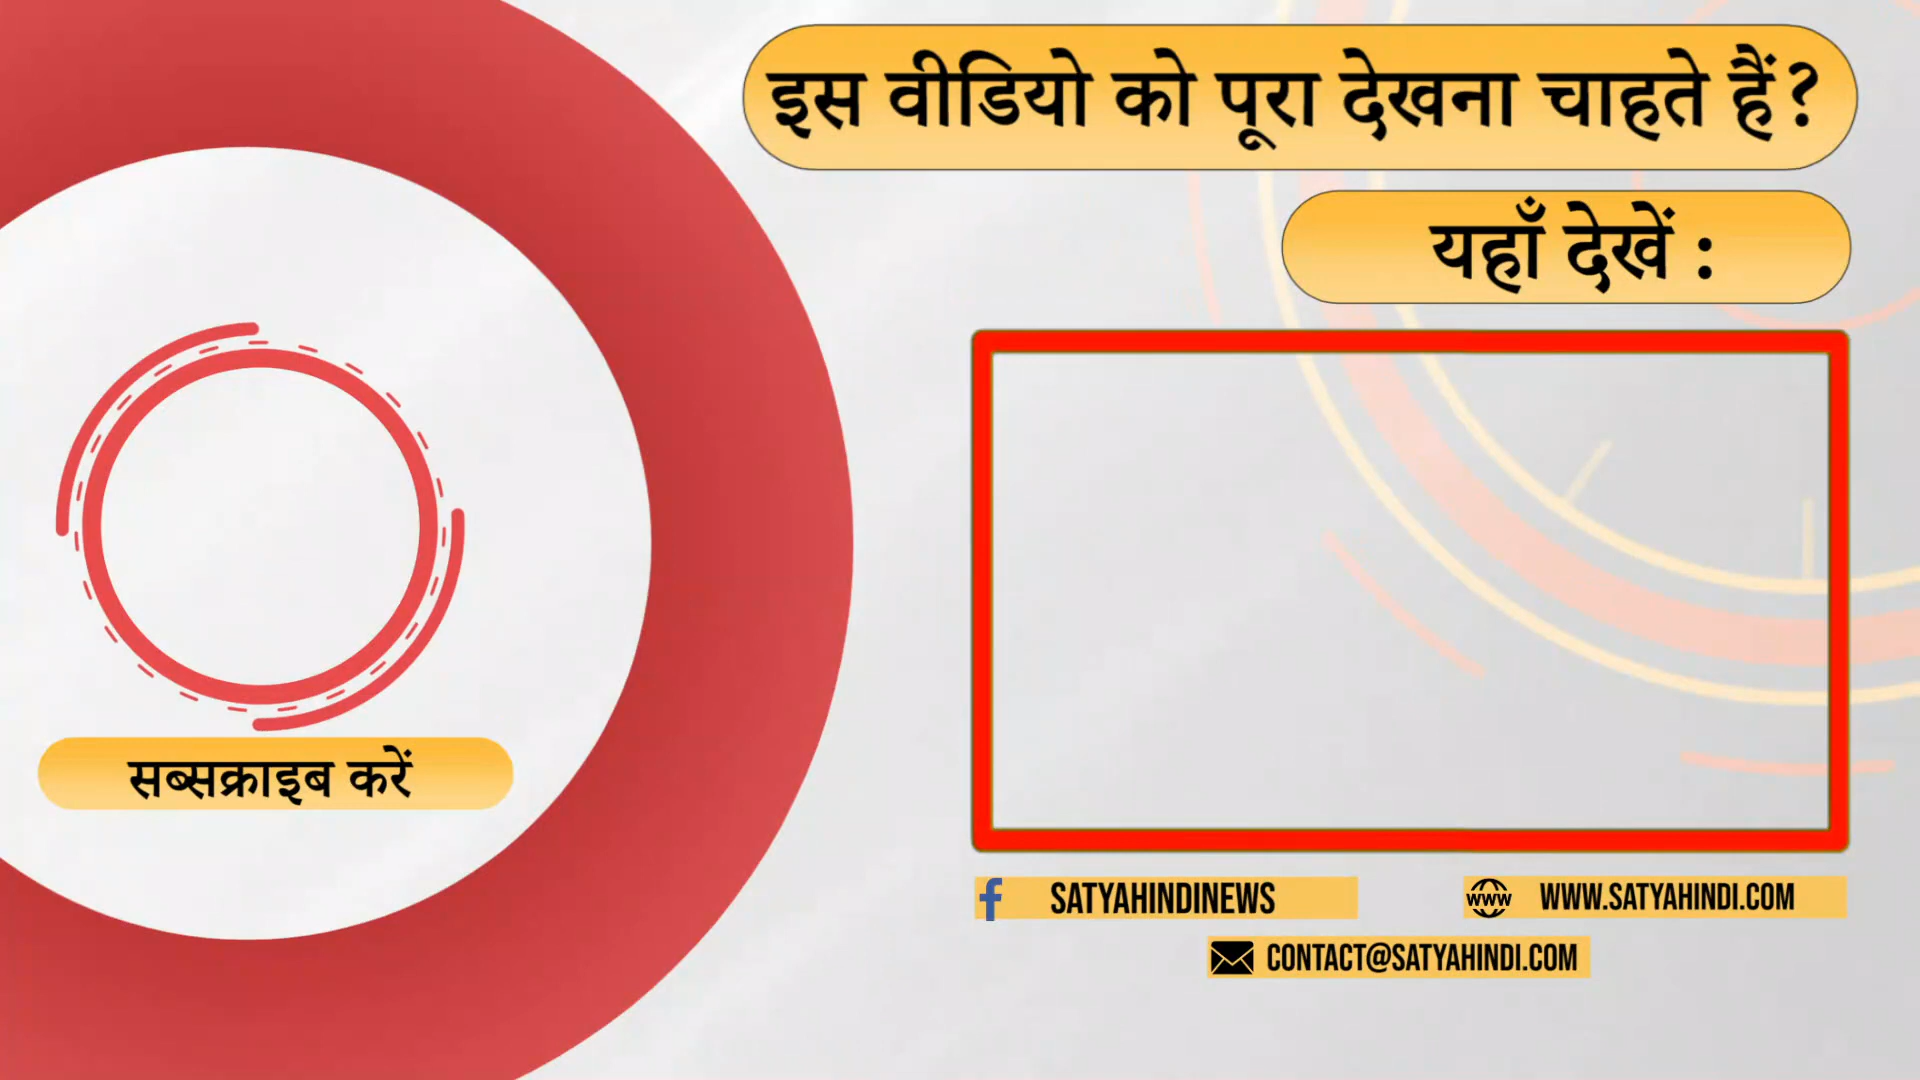 इस वीडियो को पूरा देखना चाहते हैं?
यहाँ देखें :
सब्सक्राइब करें
SATYAHINDINEWS
WWW WWW.SATYAHINDI.COM
CONTACT@SATYAHINDI.COM